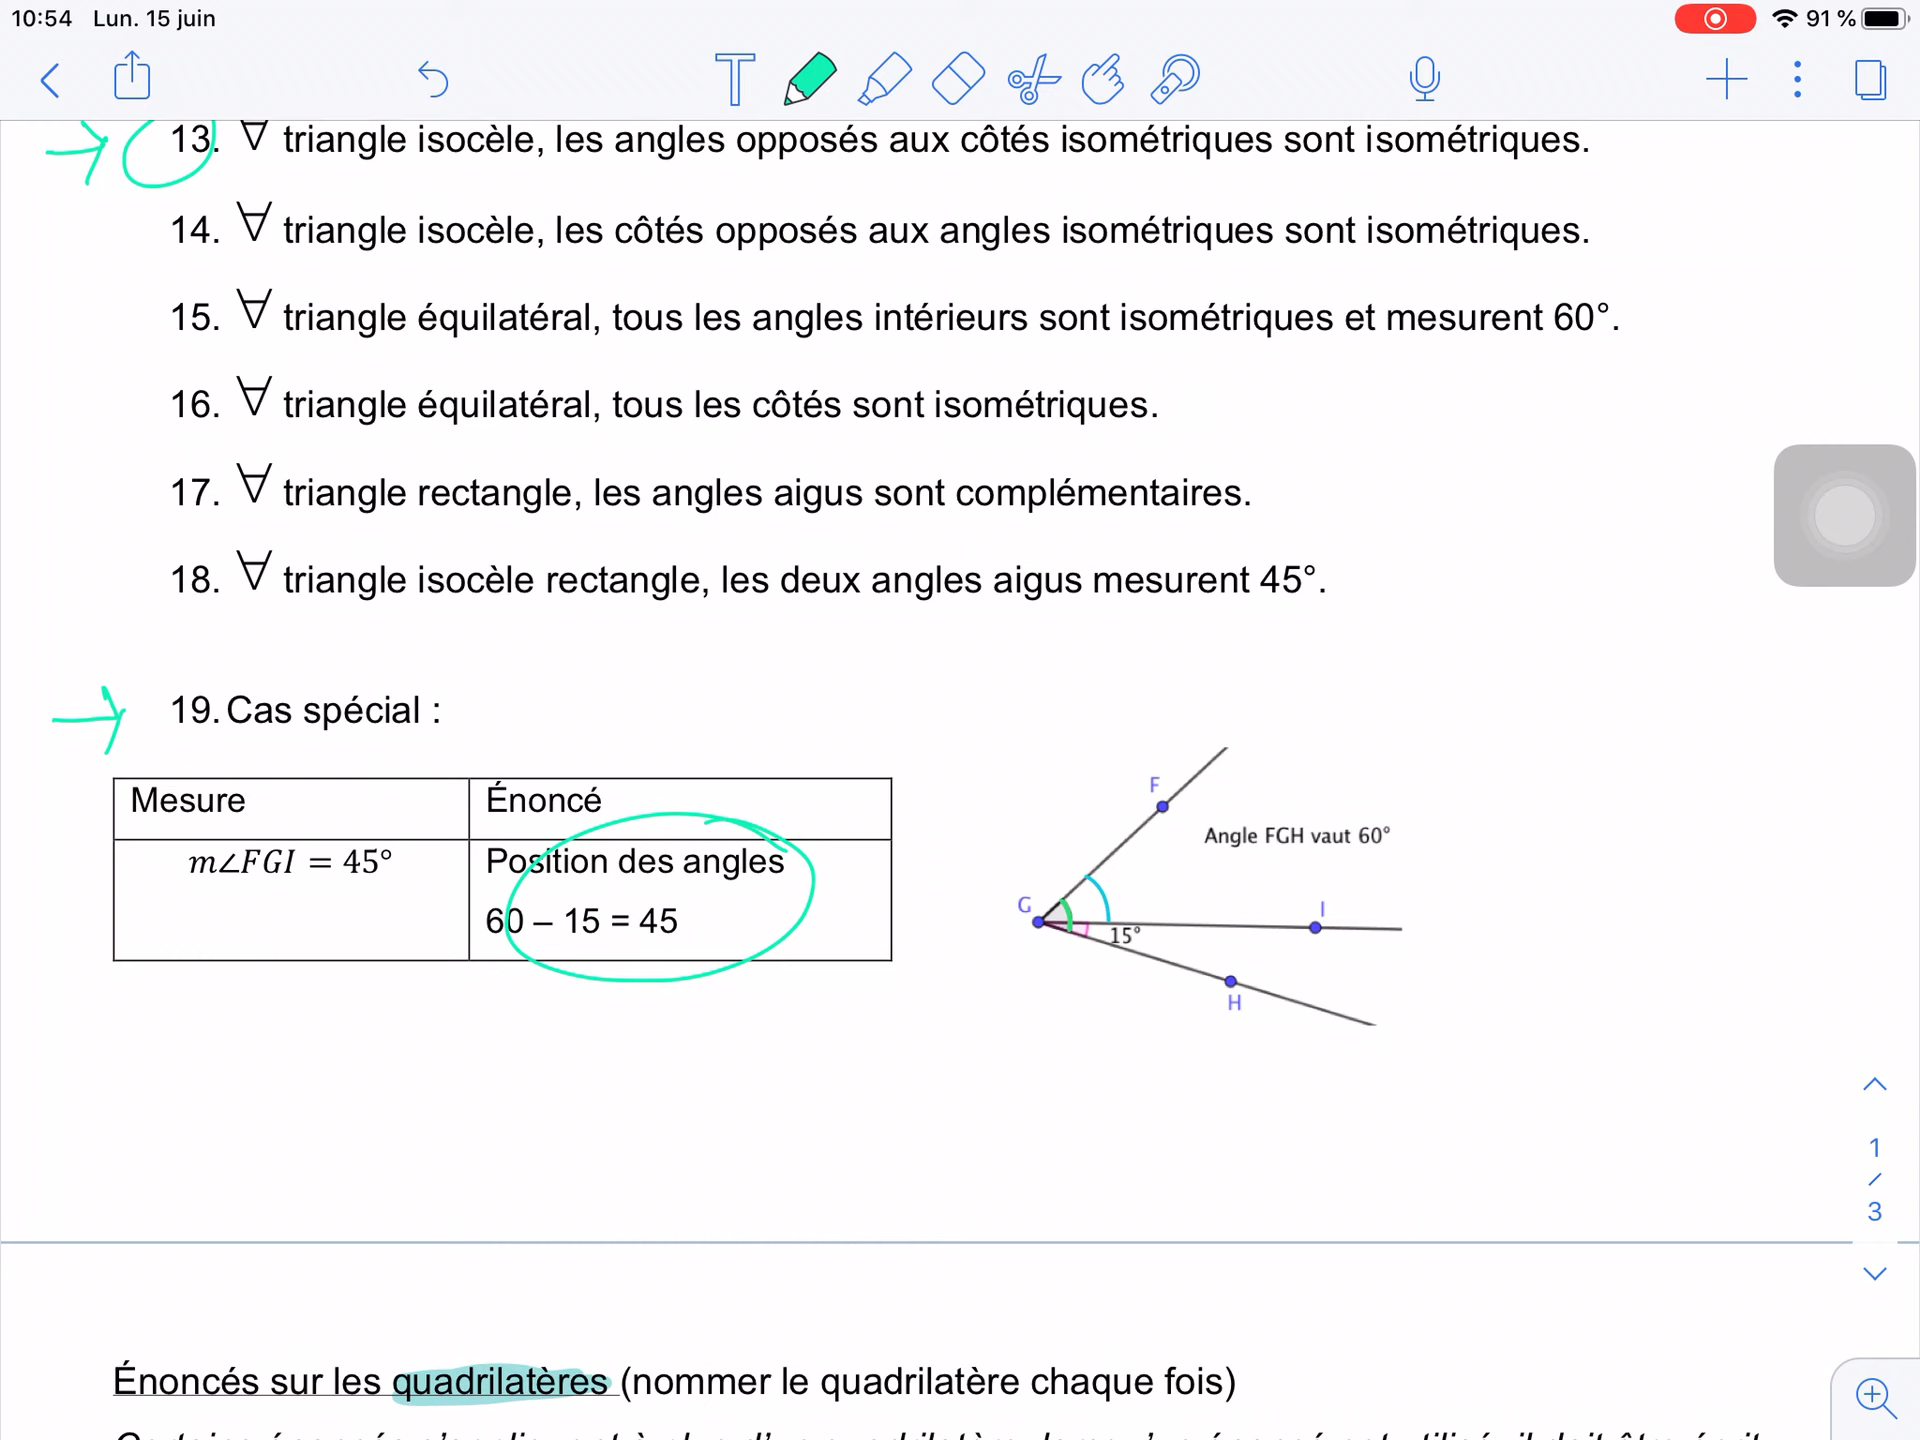 10:54 Lun. 15 juin 91 %
13. ∀ triangle isocèle, les angles opposés aux côtés isométriques sont isométriques.
14. ∀ triangle isocèle, les côtés opposés aux angles isométriques sont isométriques.
15. ∀ triangle équilatéral, tous les angles intérieurs sont isométriques et mesurent 60°.
16. ∀ triangle équilatéral, tous les côtés sont isométriques.
17. ∀ triangle rectangle, les angles aigus sont complémentaires.
18. ∀ triangle isocèle rectangle, les deux angles aigus mesurent 45°.
19. Cas spécial :
Mesure Énoncé
m∠FGI = 45° Position des angles
60 – 15 = 45
F
Angle FGH vaut 60°
G
I
15°
H
1
/
3
Énoncés sur les quadrilatères (nommer le quadrilatère chaque fois)